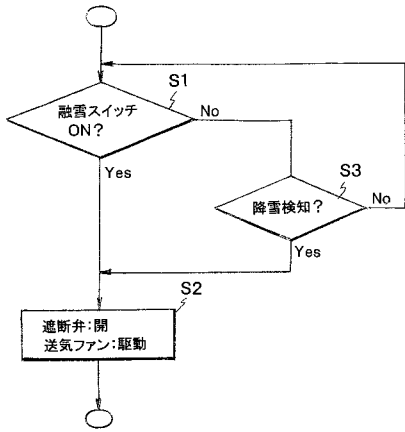 S1
融雪スイッチ
ON?
No
Yes
S3
降雪検知?
No
Yes
S2
遮断弁:開
送気ファン:駆動